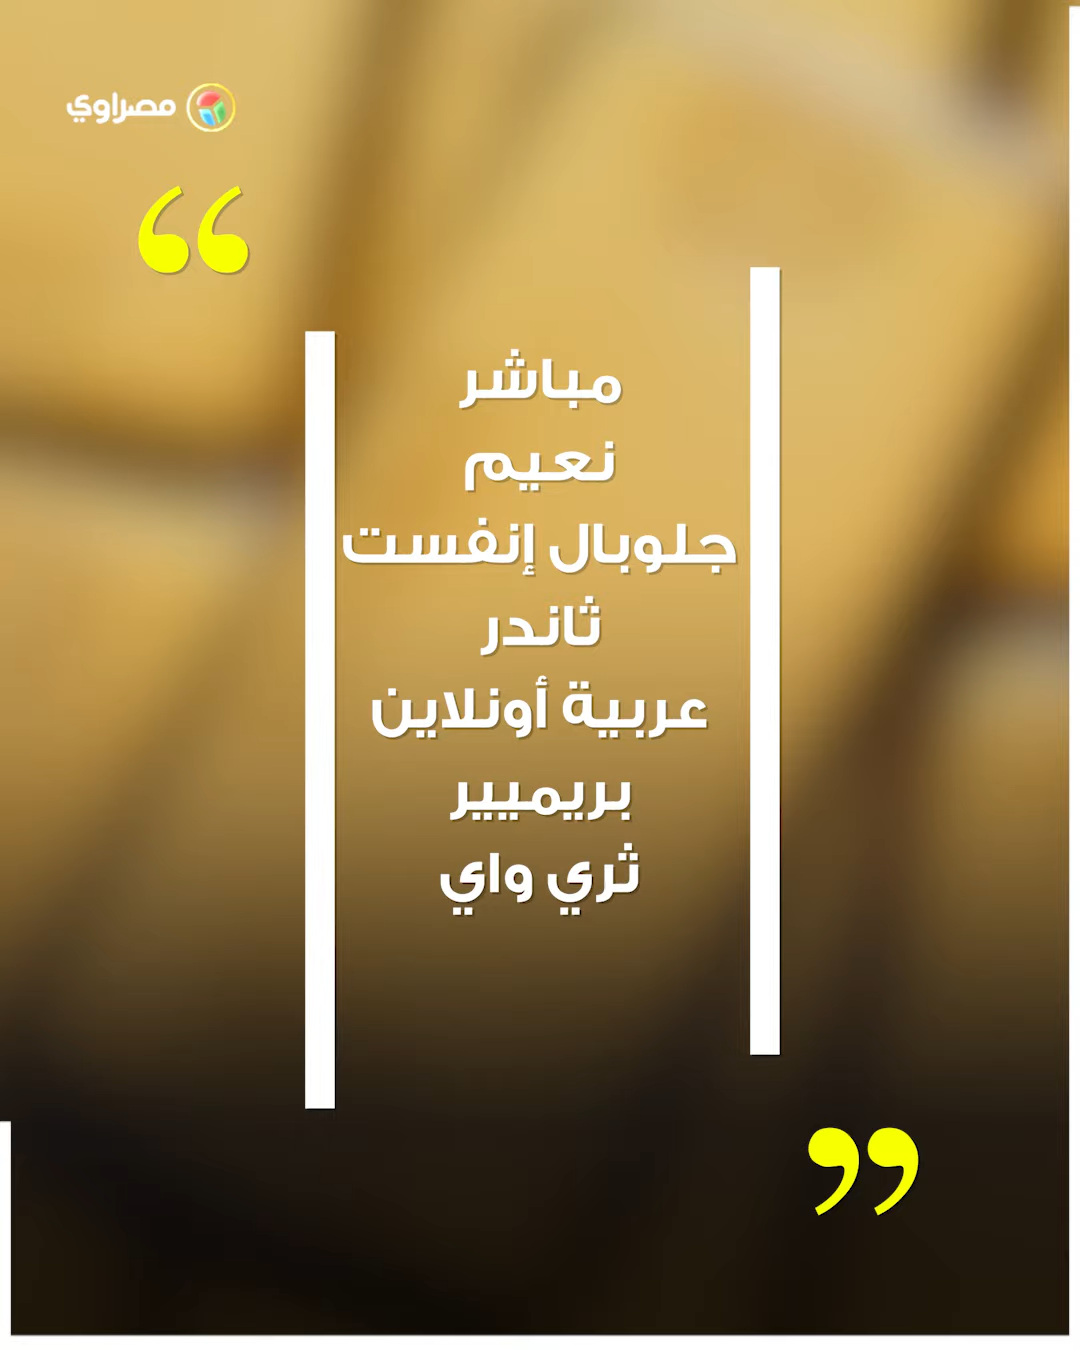 مصراوي
مباشر
نعيم
جلوبال إنفست
ثاندر
عربية أونلاين
بريميير
ثري واي